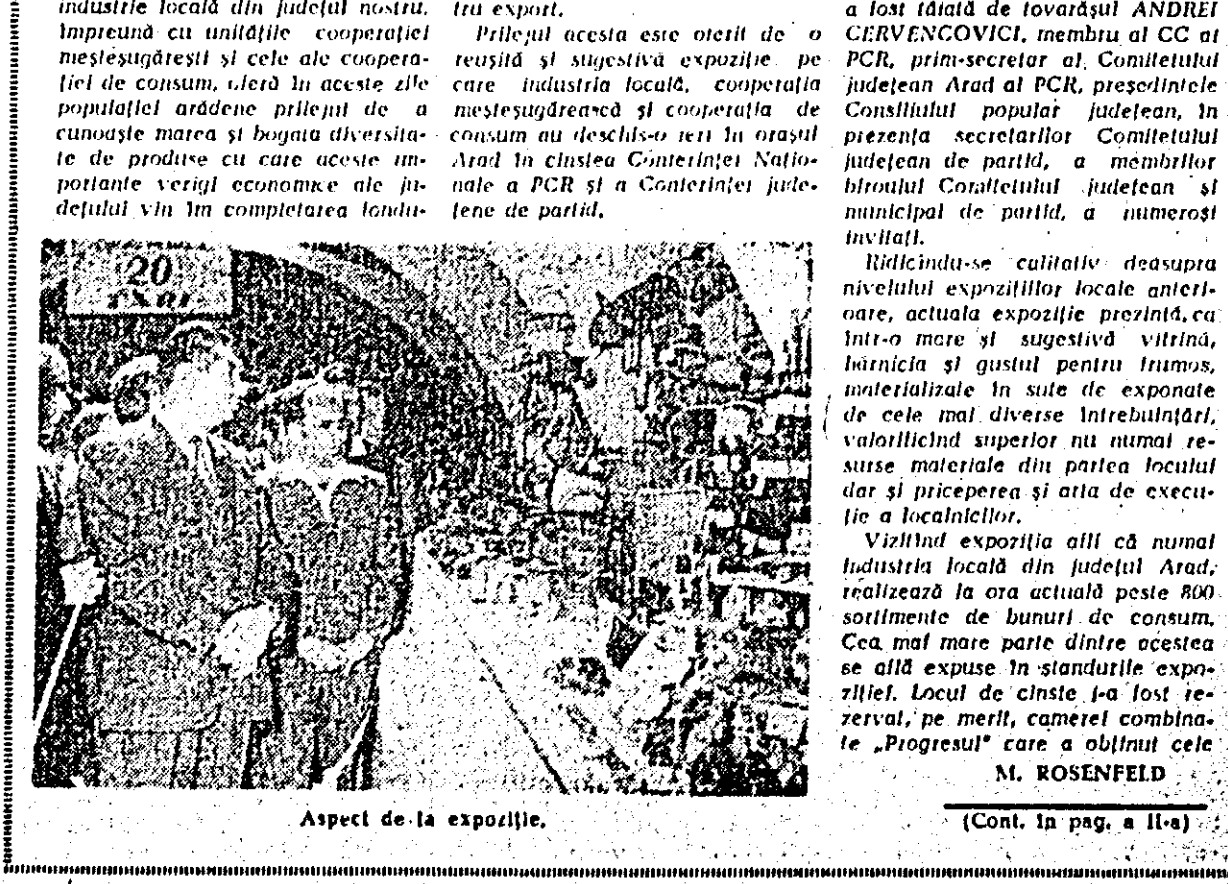 industrie locală din județul nostru,
împreună cu unitățile cooperației
meșteșugărești și cele ale coopera-
ției de consum, oferă în aceste zile
populației arădene prilejul de a
cunoaște marea și bogata diversita-
te de produse cu care aceste im-
portante verigi economice ale ju-
dețului vin îm completarea fondu-
tru export.
Prilejul acesta este oferit de o
reușită și sugestivă expoziție pe
care industria locală, cooperația
meșteșugărească și cooperația de
consum au deschis-o ieri în orașul
Arad în cinstea Conferinței Națio-
nale a PCR și a Conferinței jude-
țene de partid.
20
Aspect de la expoziție.
a fost tăiată de tovarășul ANDREI
CERVENCOVICI, membru al CC al
PCR, prim-secretar al Comitetului
județean Arad al PCR, președintele
Consiliului popular județean, în
prezența secretarilor Comitetului
județean de partid, a membrilor
biroului Comitetului județean și
municipal de partid, a numeroși
invitați.
Ridicîndu-se calitativ deasupra
nivelului expozițiilor locale anteri-
oare, actuala expoziție prezintă, ca
într-o mare și sugestivă vitrină,
hărnicia și gustul pentru frumos,
materializate în sute de exponate
de cele mai diverse întrebuințări,
valorificînd superior nu numai re-
surse materiale din partea locului
dar și priceperea și arta de execu-
ție a localnicilor.
Vizitînd expoziția afli că numai
industria locală din județul Arad,
realizează la ora actuală peste 800
sortimente de bunuri de consum.
Cea mai mare parte dintre acestea
se află expuse în standurile expo-
ziției. Locul de cinste i-a fost re-
zervat, pe merit, camerei combina-
te „Progresul" care a obținut cele
M. ROSENFELD
(Cont. în pag. a II-a)